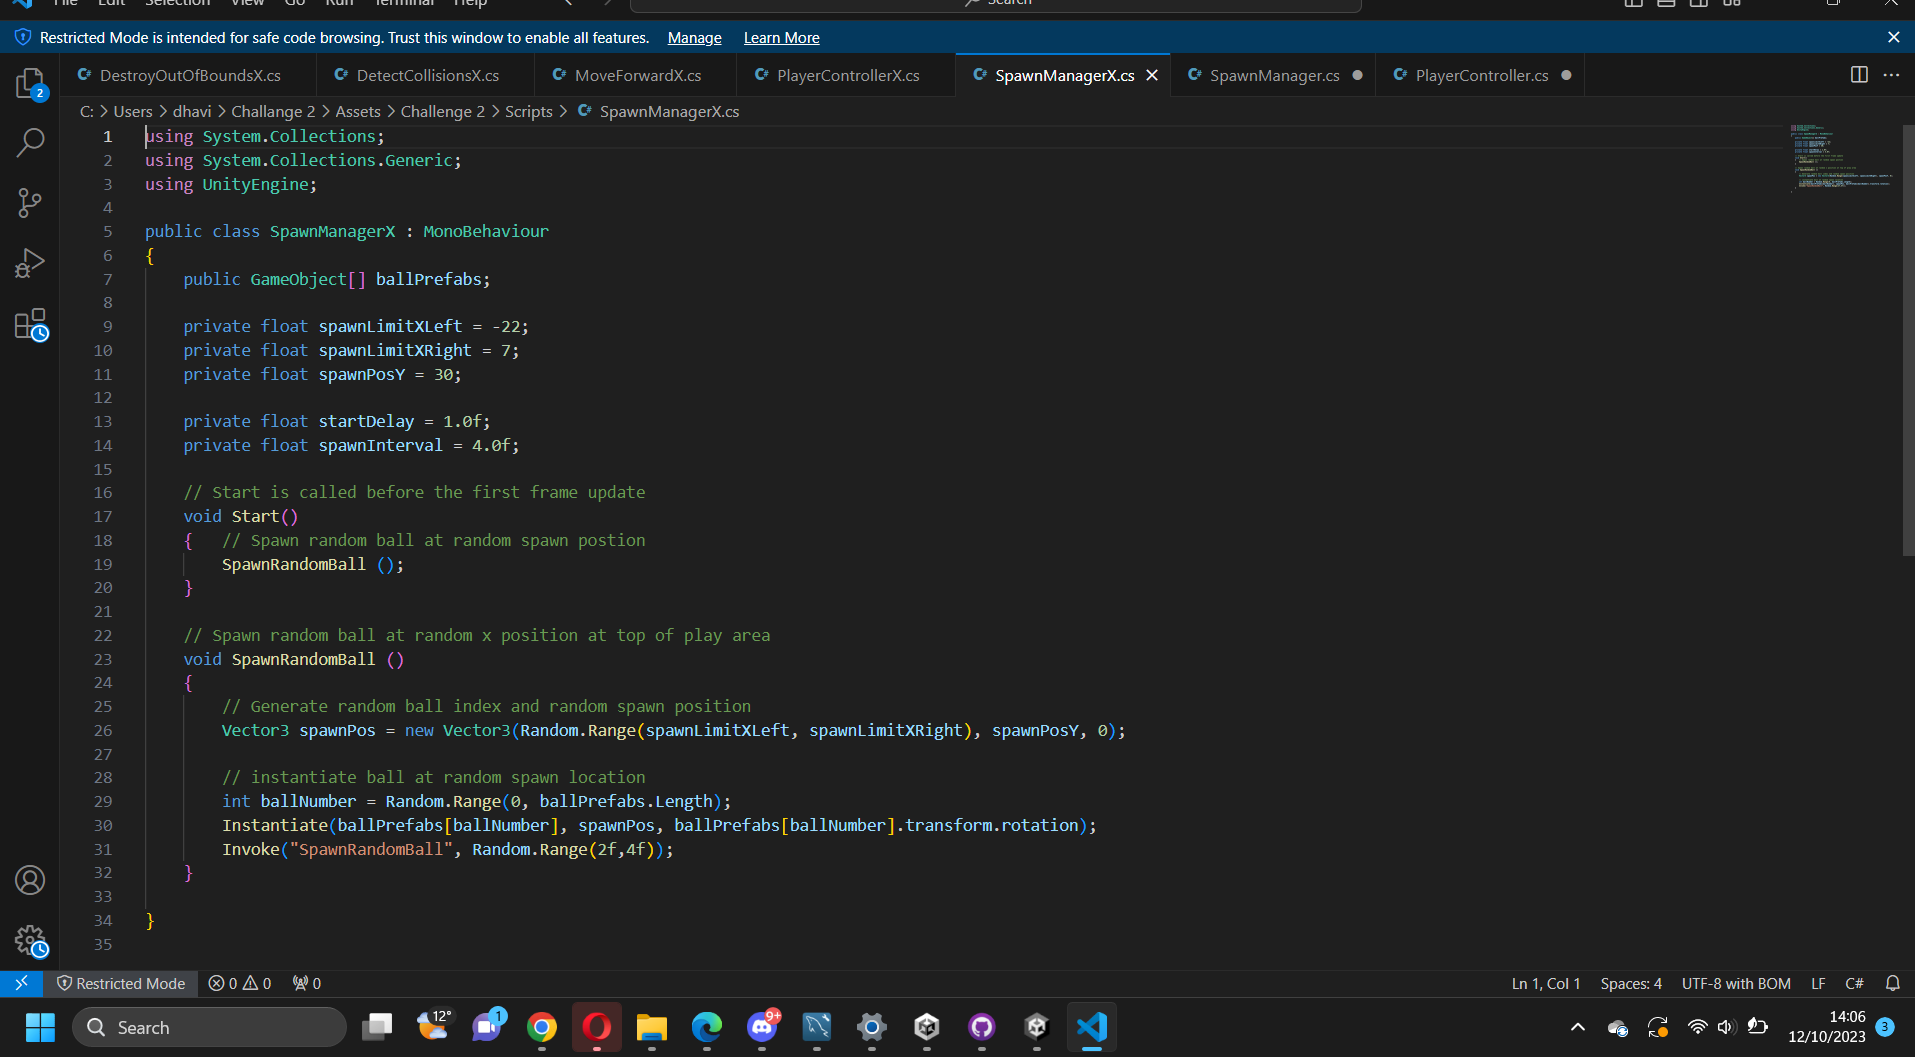 File Edit Selection View Go Run Terminal Help Search
Restricted Mode is intended for safe code browsing. Trust this window to enable all features. Manage Learn More
DestroyOutOfBoundsX.cs DetectCollisionsX.cs MoveForwardX.cs PlayerControllerX.cs SpawnManagerX.cs SpawnManager.cs PlayerController.cs
2
C: > Users > dhavi > Challange 2 > Assets > Challenge 2 > Scripts > SpawnManagerX.cs
1 using System.Collections;
2 using System.Collections.Generic;
3 using UnityEngine;
4
5 public class SpawnManagerX : MonoBehaviour
6 {
7 public GameObject[] ballPrefabs;
8
9 private float spawnLimitXLeft = -22;
10 private float spawnLimitXRight = 7;
11 private float spawnPosY = 30;
12
13 private float startDelay = 1.0f;
14 private float spawnInterval = 4.0f;
15
16 // Start is called before the first frame update
17 void Start()
18 { // Spawn random ball at random spawn postion
19 SpawnRandomBall ();
20 }
21
22 // Spawn random ball at random x position at top of play area
23 void SpawnRandomBall ()
24 {
25 // Generate random ball index and random spawn position
26 Vector3 spawnPos = new Vector3(Random.Range(spawnLimitXLeft, spawnLimitXRight), spawnPosY, 0);
27
28 // instantiate ball at random spawn location
29 int ballNumber = Random.Range(0, ballPrefabs.Length);
30 Instantiate(ballPrefabs[ballNumber], spawnPos, ballPrefabs[ballNumber].transform.rotation);
31 Invoke("SpawnRandomBall", Random.Range(2f,4f));
32 }
33
34 }
35
Restricted Mode 0 0 0 Ln 1, Col 1 Spaces: 4 UTF-8 with BOM LF C#
Search 12° 1 9+ 14:06
12/10/2023 3